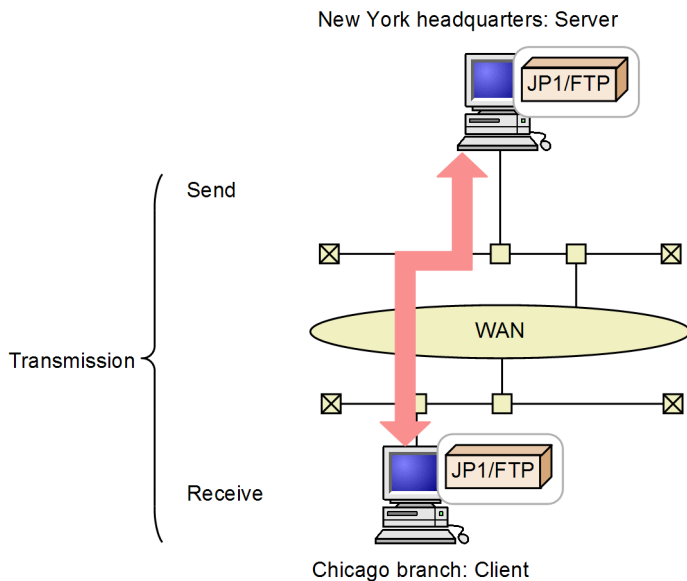 New York headquarters: Server
JP1/FTP
Send
WAN
Transmission
JP1/FTP
Receive
Chicago branch: Client